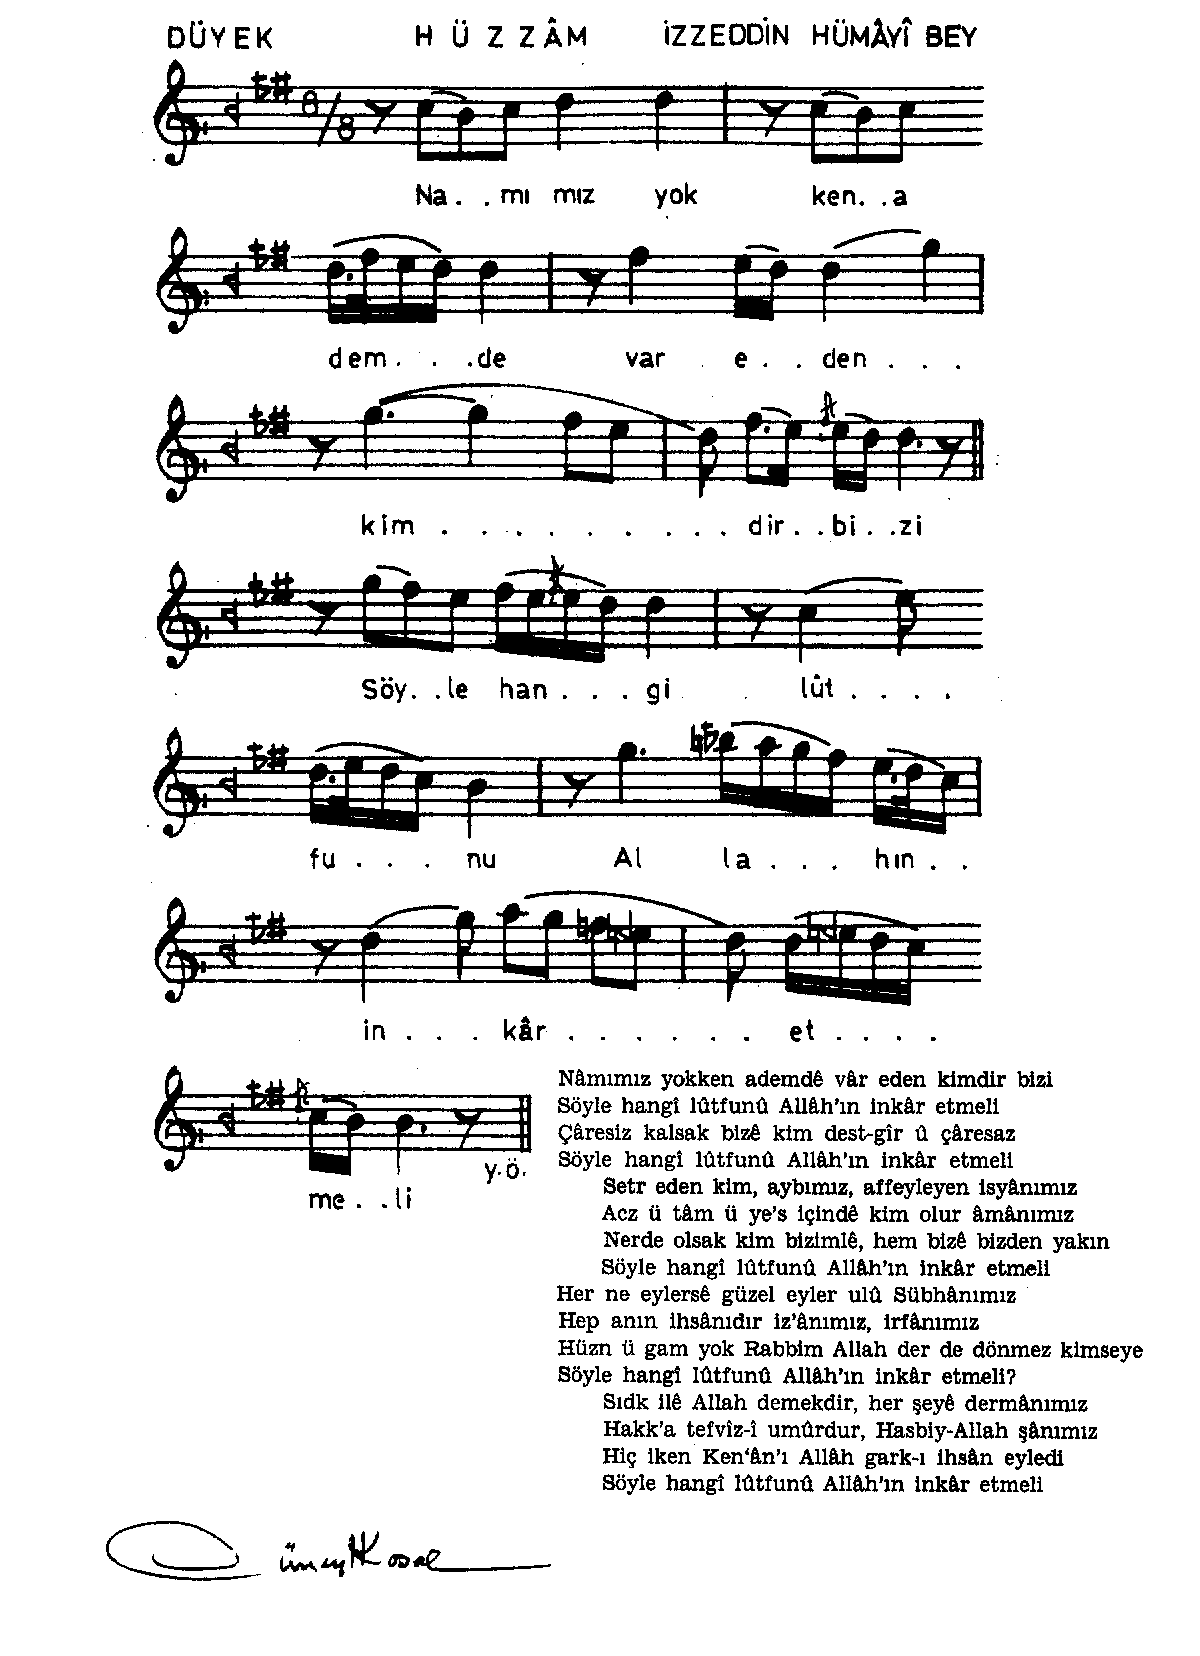 DÜYEK HÜZZÂM İZZEDDİN HÜMÂYÎ BEY
8/8
Na. . mı mız yok ken. . a
dem. . .de var e. . den . . .
kim . . . . . . . . . dir. . bi. . zi
Söy. . le han . . . gi lût . . . .
fu . . . nu Al la . . . hın . .
in . . . kâr . . . . . . et . . . .
me. . .li y.ö.
Nâmımız yokken ademdê vâr eden kimdir bizi
Söyle hangî lûtfunû Allâh'ın inkâr etmeli
Çâresiz kalsak bizê kim dest-gîr û çâresaz
Söyle hangî lûtfunû Allâh'ın inkâr etmeli
Setr eden kim, aybımız, affeyleyen isyânımız
Acz ü tâm ü ye's içindê kim olur âmânımız
Nerde olsak kim bizimlê, hem bizê bizden yakın
Söyle hangî lûtfunû Allâh'ın inkâr etmeli
Her ne eylersê güzel eyler ulû Sübhânımız
Hep anın ihsânıdır iz'ânımız, irfânımız
Hüzn ü gam yok Rabbim Allah der de dönmez kimseye
Söyle hangî lûtfunû Allâh'ın inkâr etmeli?
Sıdk ilê Allah demekdir, her şeyê dermânımız
Hakk'a tefvîz-î umûrdur, Hasbiy-Allah şânımız
Hiç iken Ken'ân'ı Allâh gark-ı ihsân eyledi
Söyle hangî lûtfunû Allâh'ın inkâr etmeli
Cüneyt Kosal